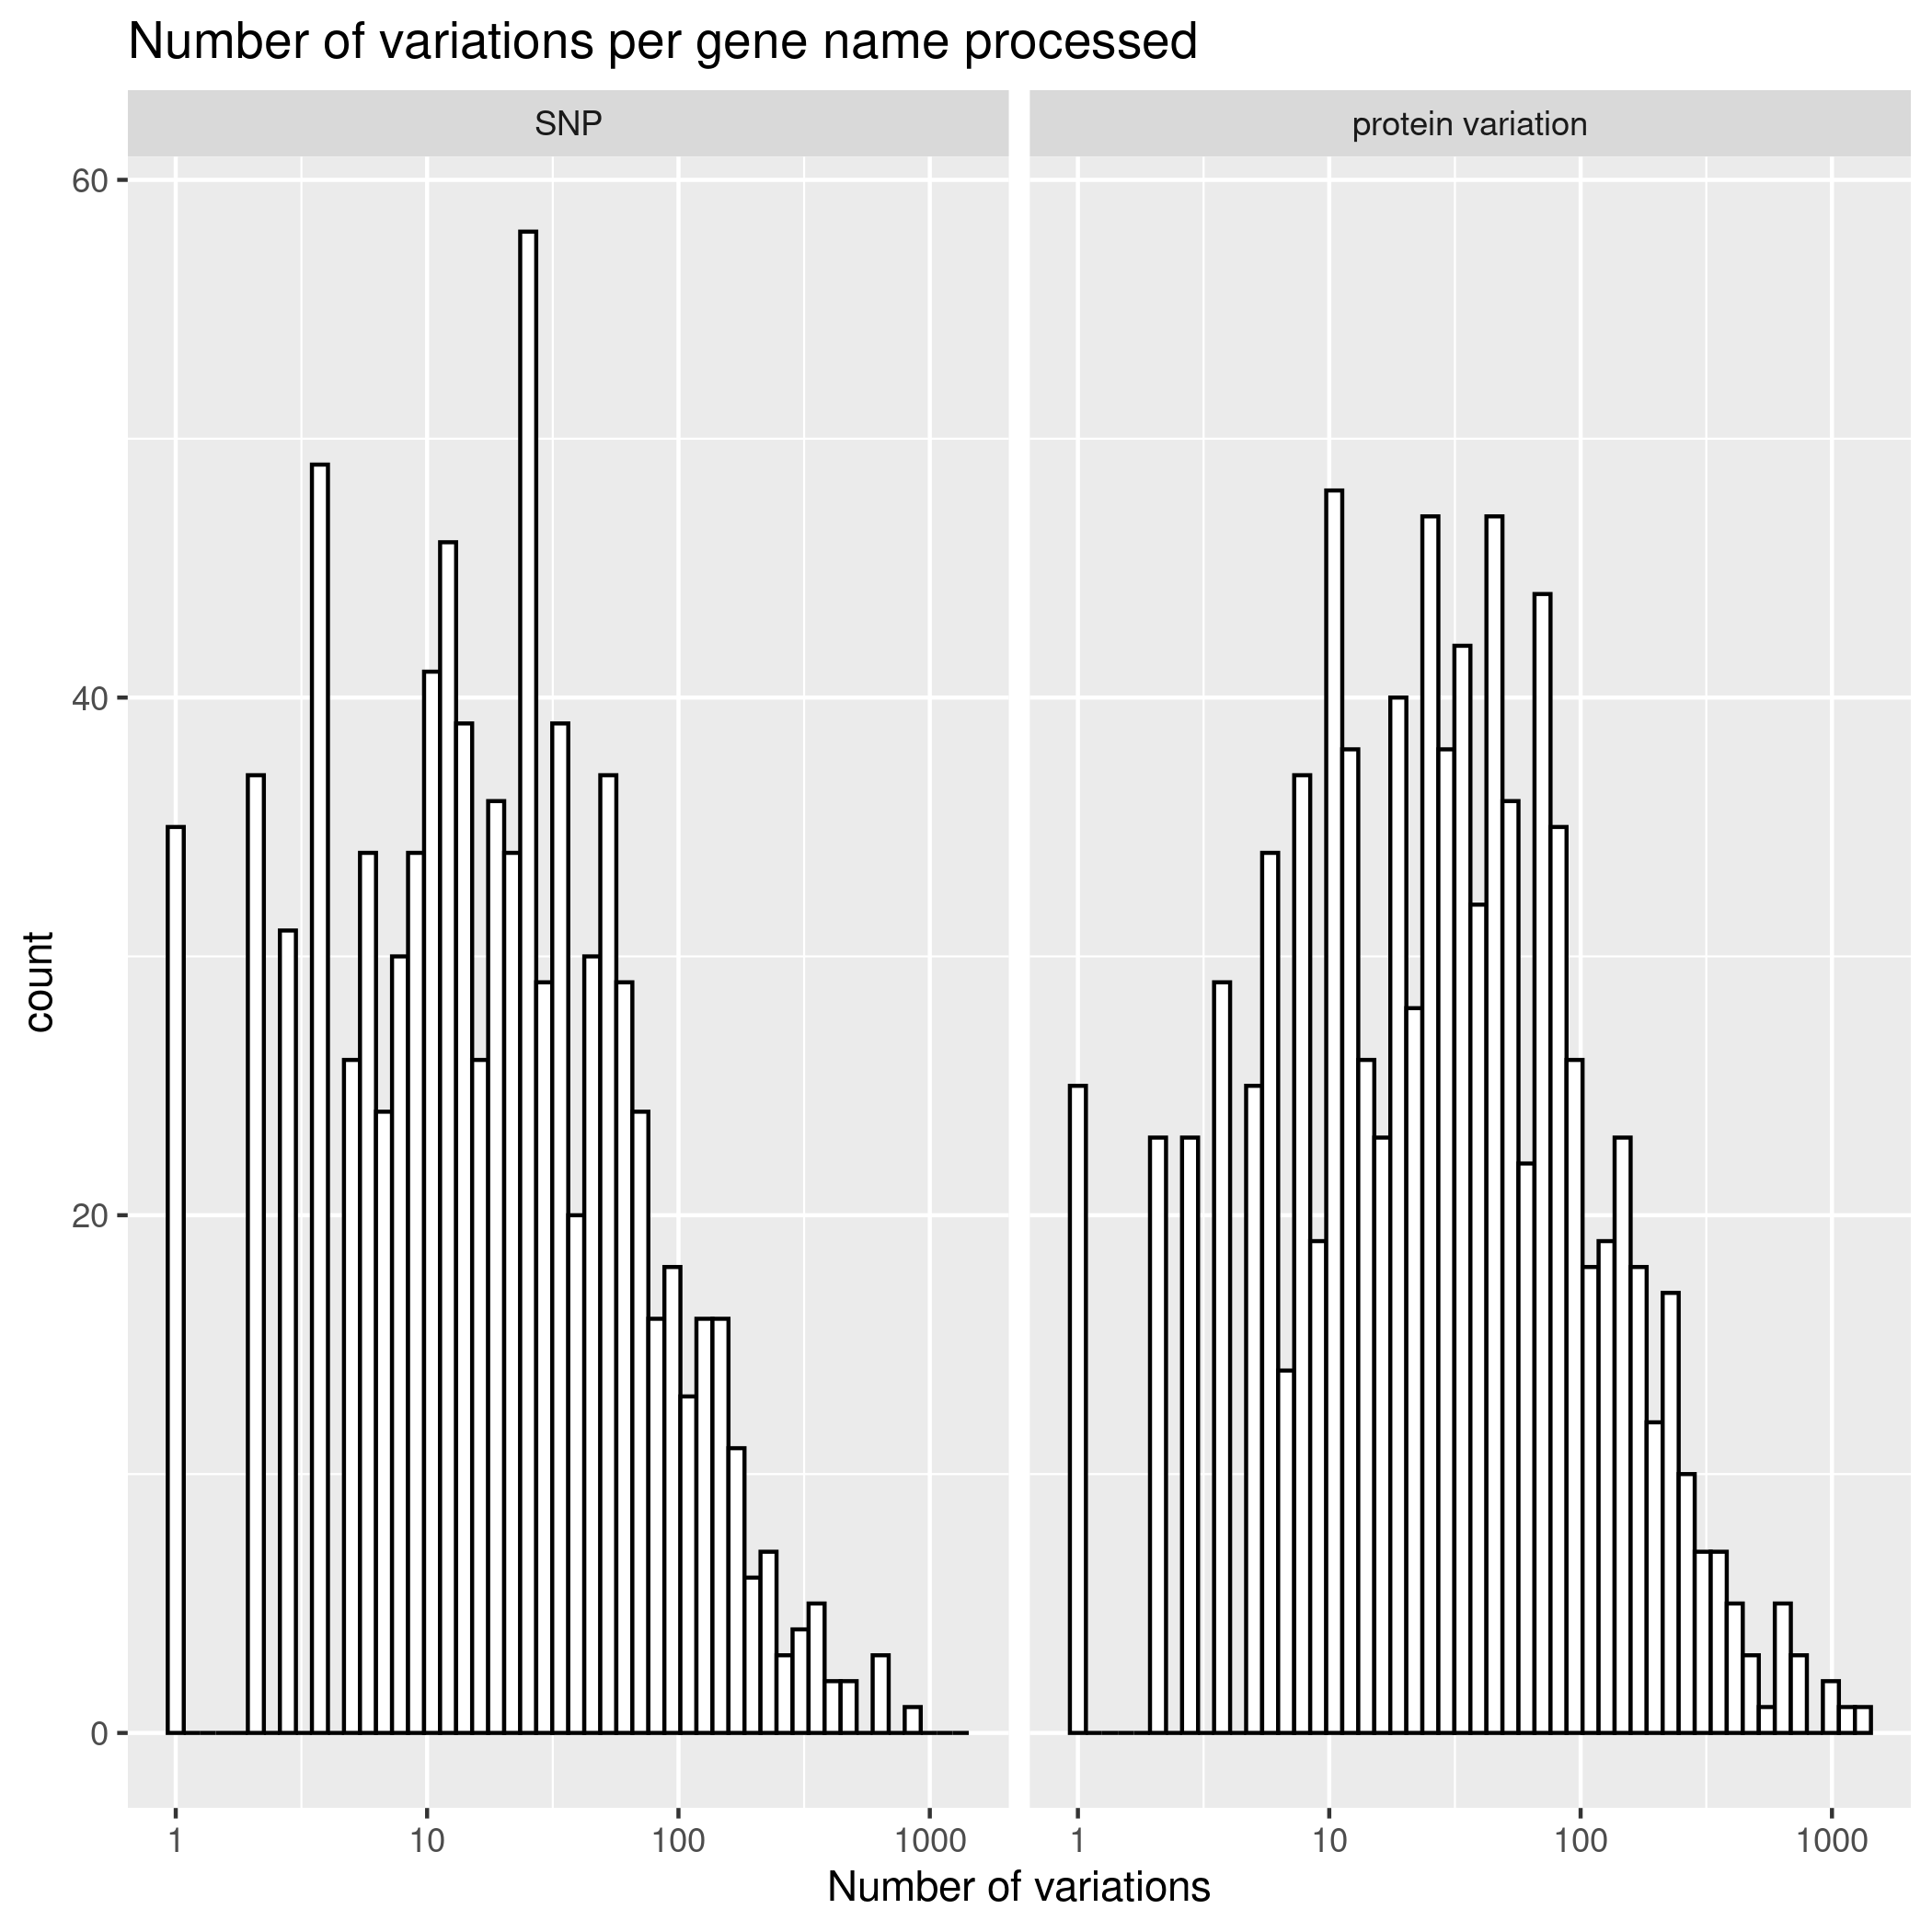 Number of variations per gene name processed
SNP
protein variation
60
40
20
0
count
1 10 100 1000
1 10 100 1000
Number of variations